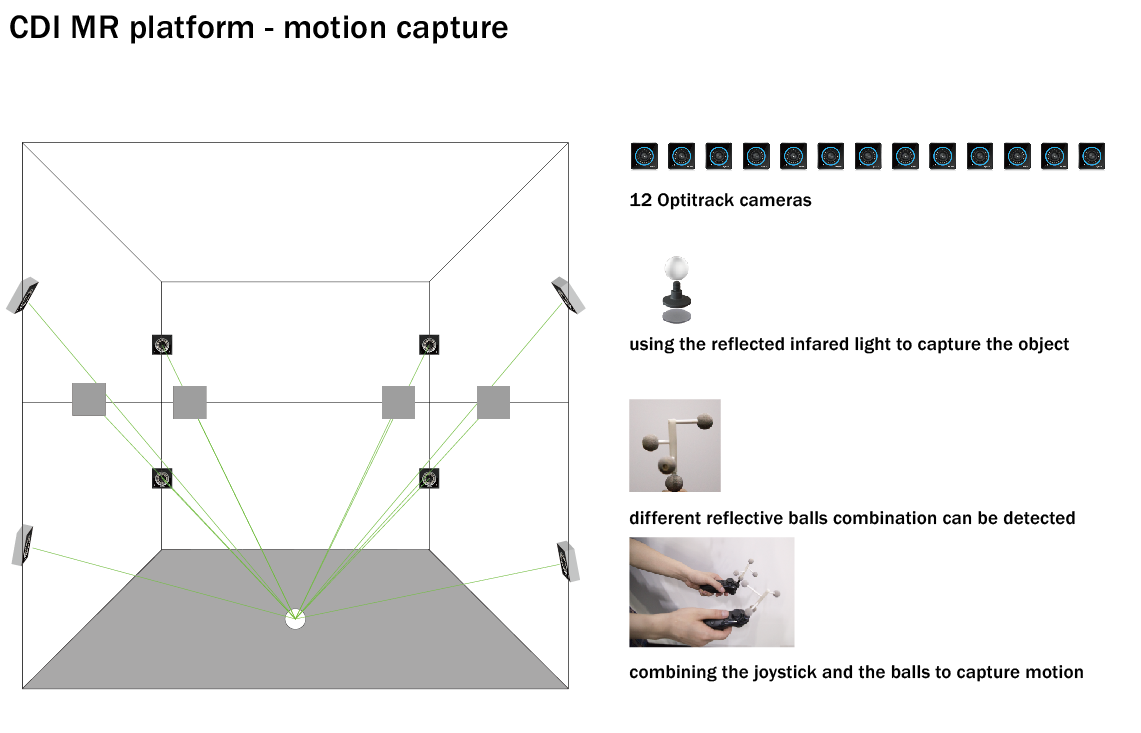 CDI MR platform - motion capture
12 Optitrack cameras
using the reflected infared light to capture the object
different reflective balls combination can be detected
combining the joystick and the balls to capture motion